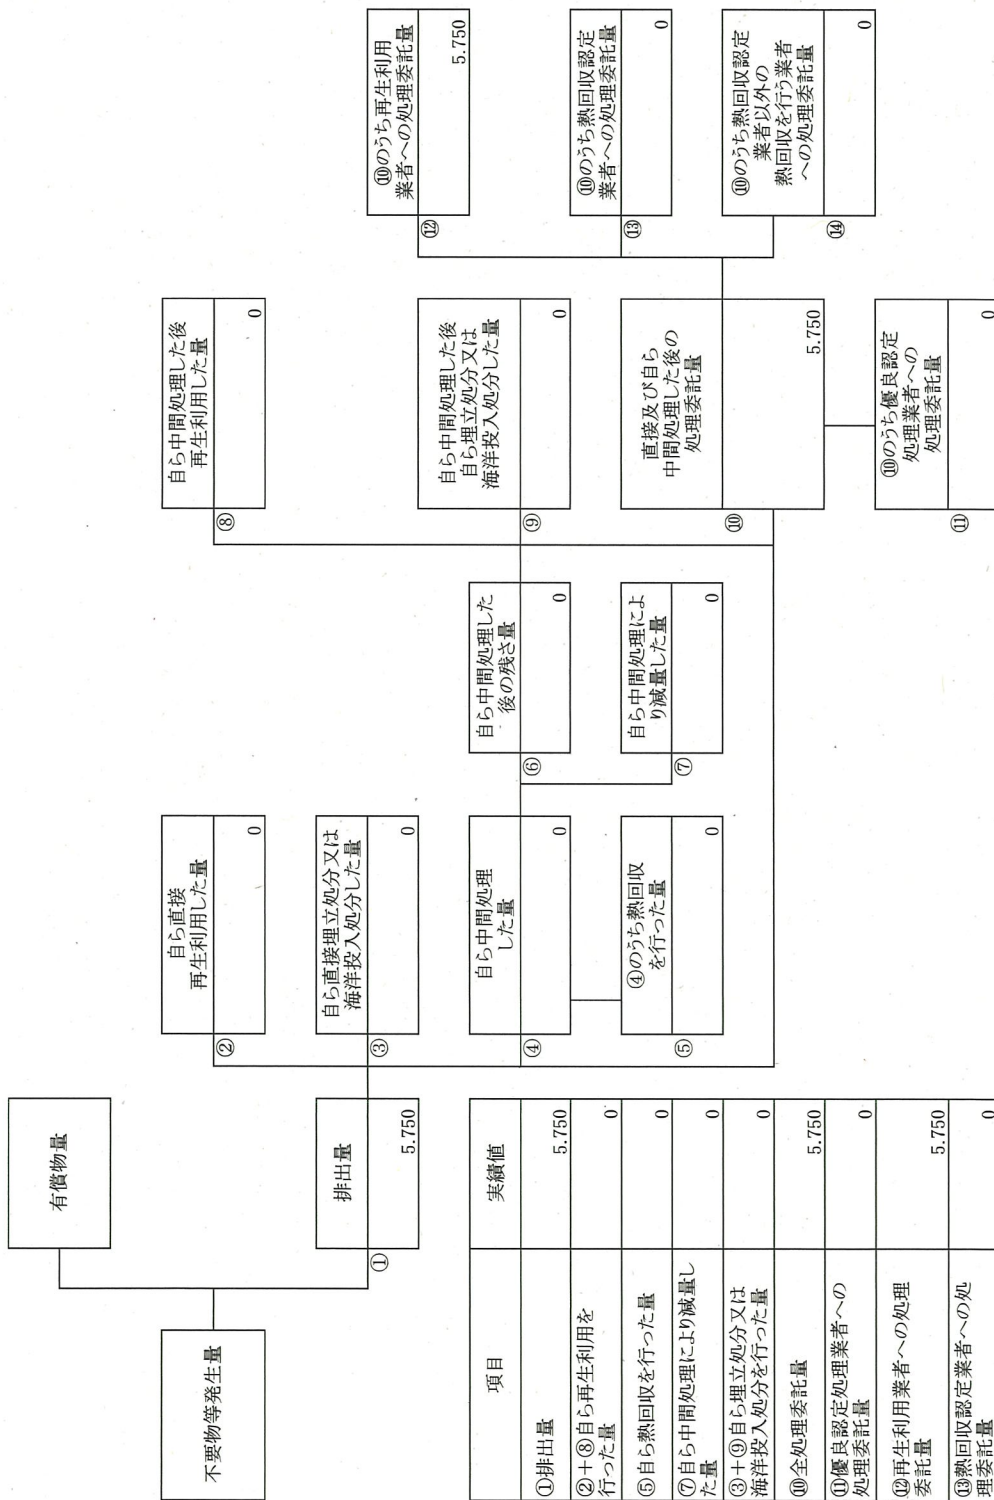 不要物等発生量
有償物量
排出量
①
5.750
自ら直接
再生利用した量
②
0
自ら直接埋立処分又は
海洋投入処分した量
③
0
自ら中間処理
した量
④
0
④のうち熱回収
を行った量
⑤
0
自ら中間処理した
後の残さ量
⑥
0
自ら中間処理によ
り減量した量
⑦
0
自ら中間処理した後
再生利用した量
⑧
0
自ら中間処理した後
自ら埋立処分又は
海洋投入処分した量
⑨
0
直接及び自ら
中間処理した後の
処理委託量
⑩
5.750
⑩のうち優良認定
処理業者への
処理委託量
⑪
0
⑩のうち再生利用
業者への処理委託量
⑫
5.750
⑩のうち熱回収認定
業者への処理委託量
⑬
0
⑩のうち熱回収認定
業者以外の
熱回収を行う業者
への処理委託量
⑭
0
項目 実績値
①排出量 5.750
②+⑧自ら再生利用を
行った量 0
⑤自ら熱回収を行った量 0
⑦自ら中間処理により減量し
た量 0
③+⑨自ら埋立処分又は
海洋投入処分を行った量 0
⑩全処理委託量 5.750
⑪優良認定処理業者への
処理委託量 0
⑫再生利用業者への処理
委託量 5.750
⑬熱回収認定業者への処
理委託量 0